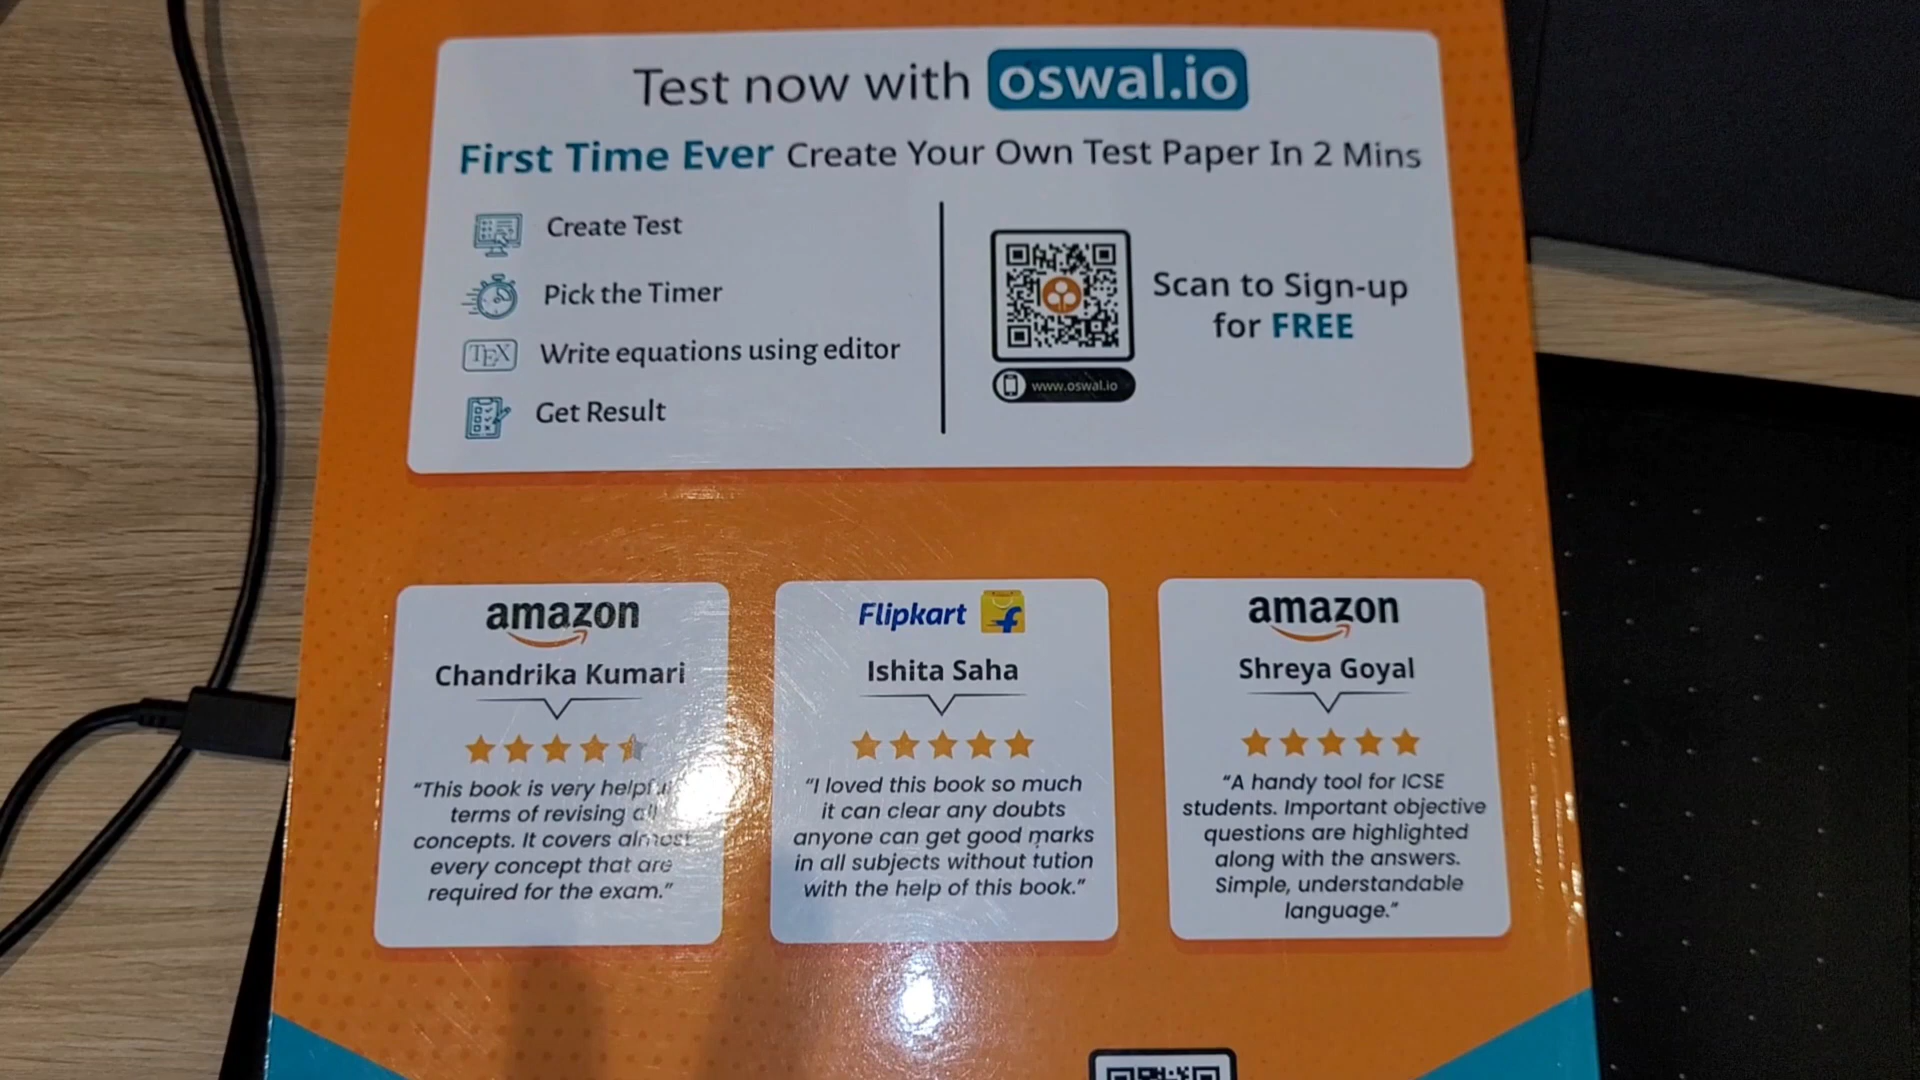 Test now with oswal.io
First Time Ever Create Your Own Test Paper In 2 Mins
Create Test
Pick the Timer
TEX Write equations using editor
Get Result
Scan to Sign-up
for FREE
www.oswal.io
amazon
Chandrika Kumari
“This book is very
terms of revising all
concepts. It covers almost
every concept that are
required for the exam.”
Flipkart
Ishita Saha
“I loved this book so much
it can clear any doubts
anyone can get good marks
in all subjects without tution
with the help of this book.”
amazon
Shreya Goyal
“A handy tool for ICSE
students. Important objective
questions are highlighted
along with the answers.
Simple, understandable
language.”